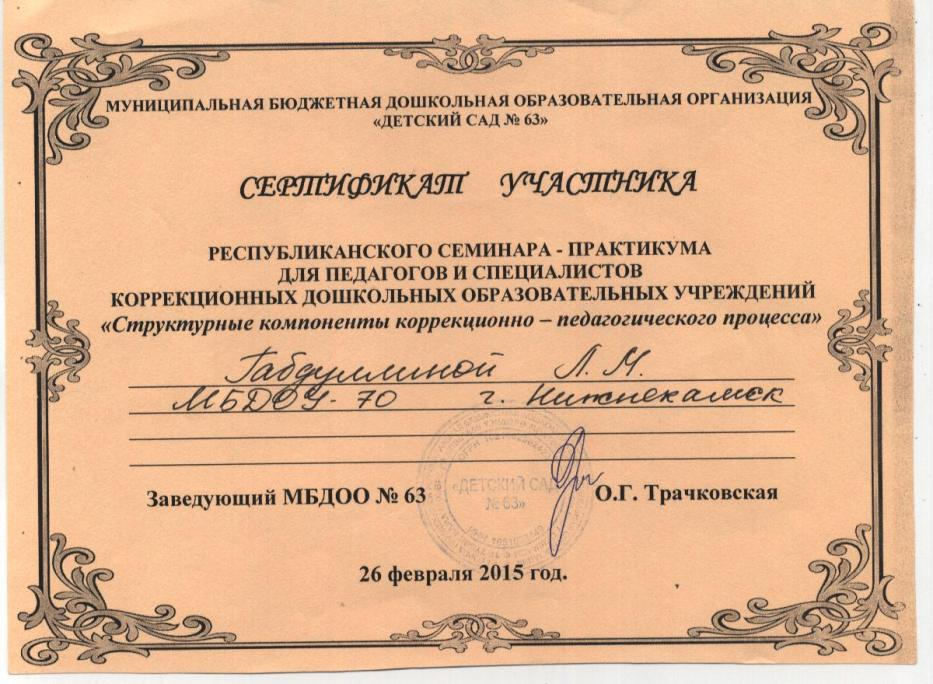 МУНИЦИПАЛЬНАЯ БЮДЖЕТНАЯ ДОШКОЛЬНАЯ ОБРАЗОВАТЕЛЬНАЯ ОРГАНИЗАЦИЯ
«ДЕТСКИЙ САД № 63»
СЕРТИФИКАТ УЧАСТНИКА
РЕСПУБЛИКАНСКОГО СЕМИНАРА - ПРАКТИКУМА
ДЛЯ ПЕДАГОГОВ И СПЕЦИАЛИСТОВ
КОРРЕКЦИОННЫХ ДОШКОЛЬНЫХ ОБРАЗОВАТЕЛЬНЫХ УЧРЕЖДЕНИЙ
«Структурные компоненты коррекционно – педагогического процесса»
Габдуллиной Л. М.
МБДОУ- 70 г. Нижнекамск
«ДЕТСКИЙ САД
№ 63»
Заведующий МБДОО № 63 О.Г. Трачковская
26 февраля 2015 год.